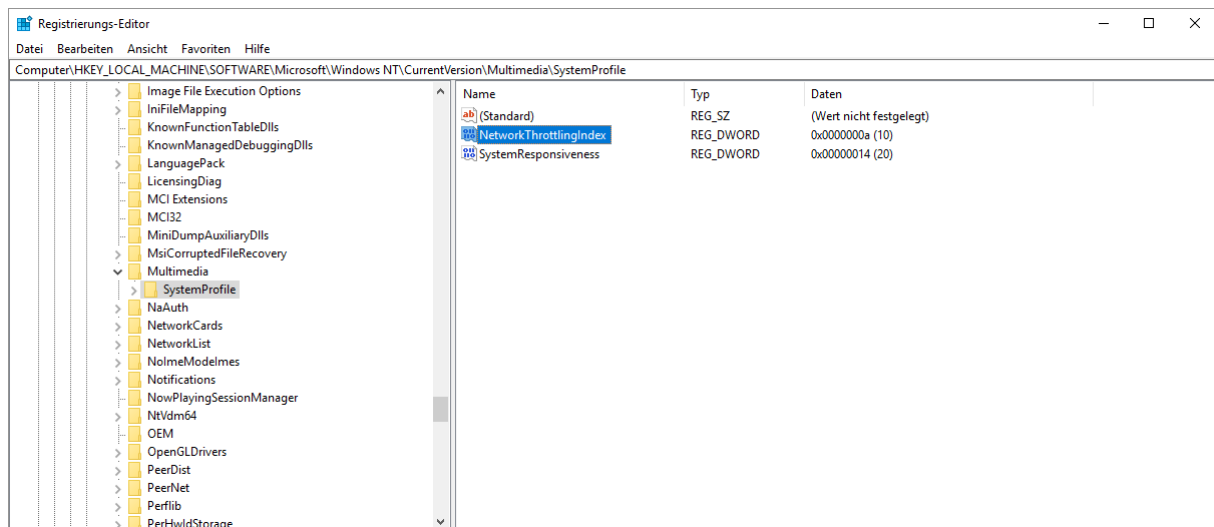 Registrierungs-Editor
Datei Bearbeiten Ansicht Favoriten Hilfe
Computer\HKEY_LOCAL_MACHINE\SOFTWARE\Microsoft\Windows NT\CurrentVersion\Multimedia\SystemProfile
Image File Execution Options
IniFileMapping
KnownFunctionTableDlls
KnownManagedDebuggingDlls
LanguagePack
LicensingDiag
MCI Extensions
MCI32
MiniDumpAuxiliaryDlls
MsiCorruptedFileRecovery
Multimedia
SystemProfile
NaAuth
NetworkCards
NetworkList
NoImeModeImes
Notifications
NowPlayingSessionManager
NtVdm64
OEM
OpenGLDrivers
PeerDist
PeerNet
Perflib
PerHwIdStorage
Name Typ Daten
(Standard) REG_SZ (Wert nicht festgelegt)
NetworkThrottlingIndex REG_DWORD 0x0000000a (10)
SystemResponsiveness REG_DWORD 0x00000014 (20)